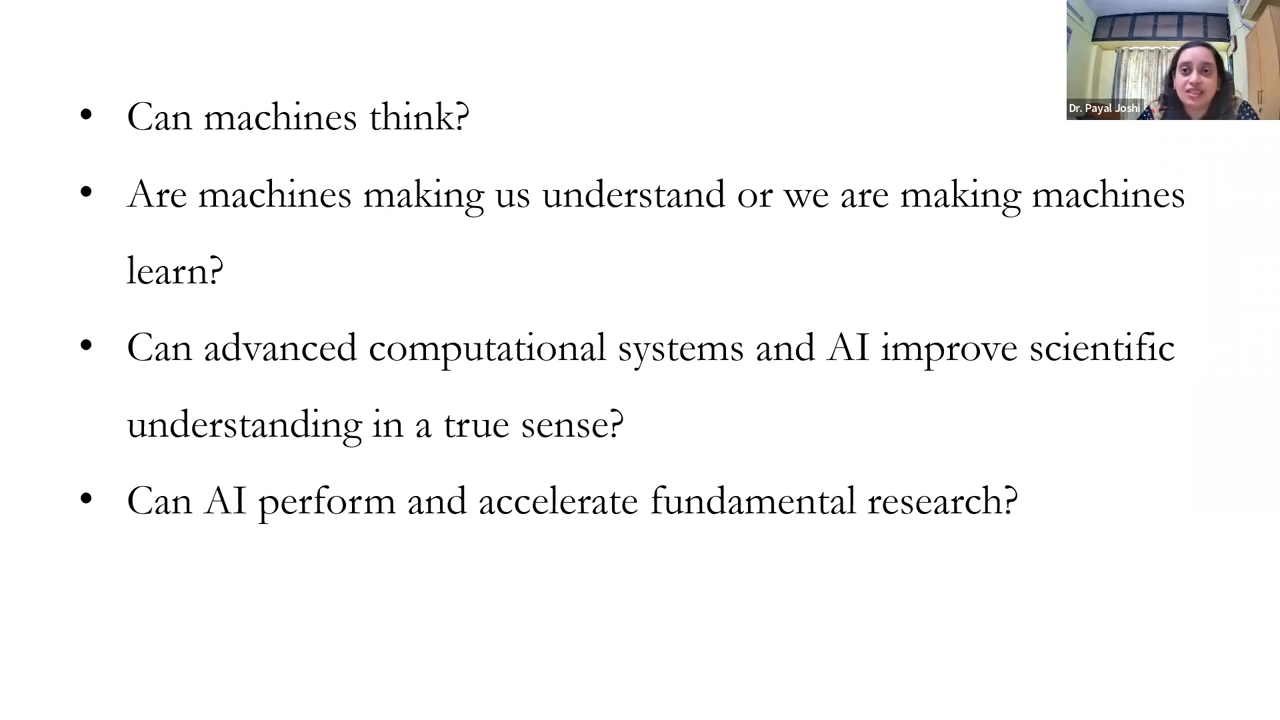 • Can machines think?
• Are machines making us understand or we are making machines
learn?
• Can advanced computational systems and AI improve scientific
understanding in a true sense?
• Can AI perform and accelerate fundamental research?
Dr. Payal Joshi